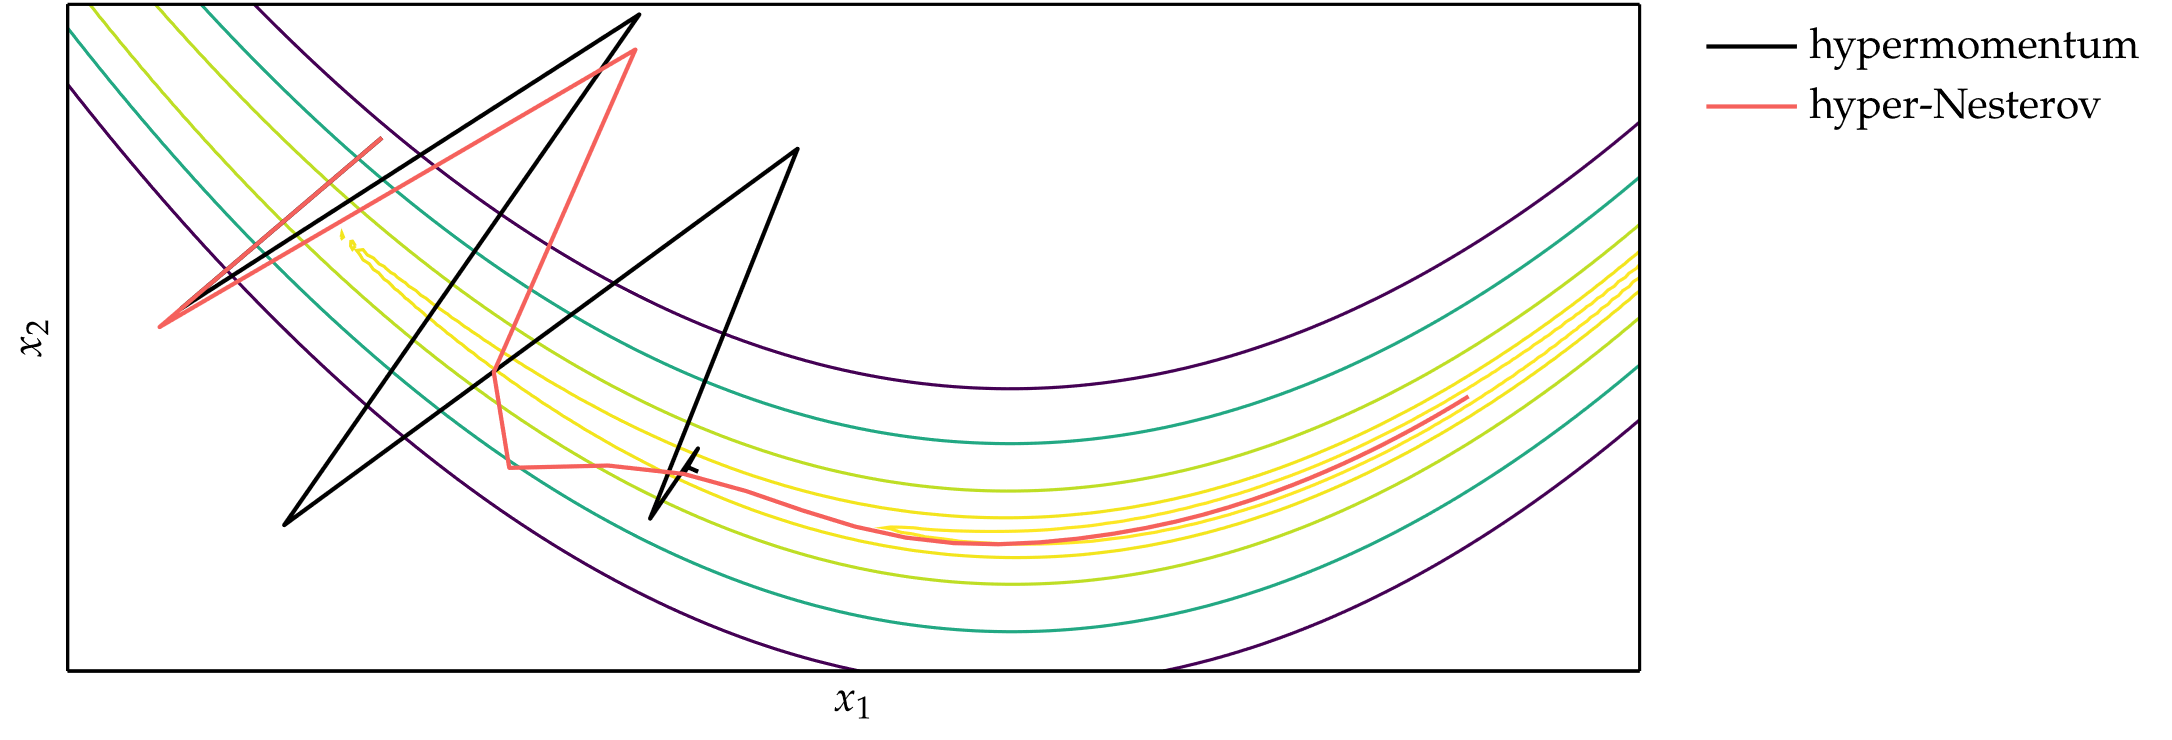 hypermomentum
hyper-Nesterov
x₂
x₁